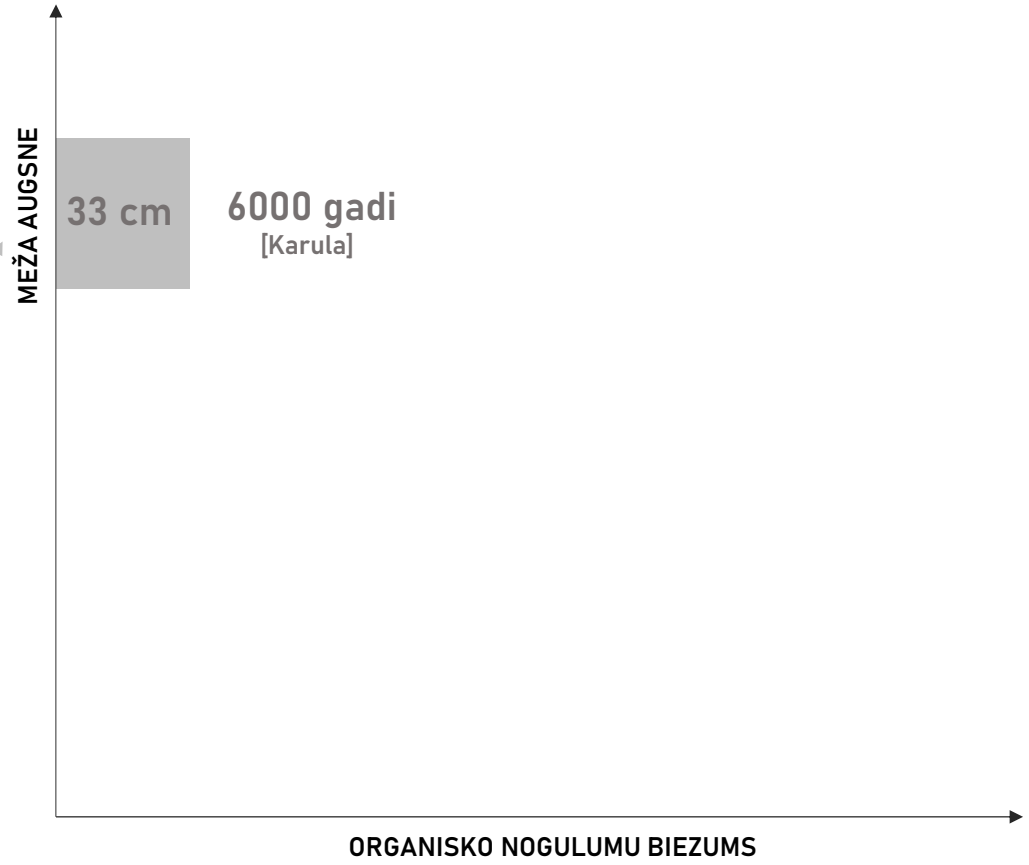 MEŽA AUGSNE
33 cm
6000 gadi
[Karula]
ORGANISKO NOGULUMU BIEZUMS